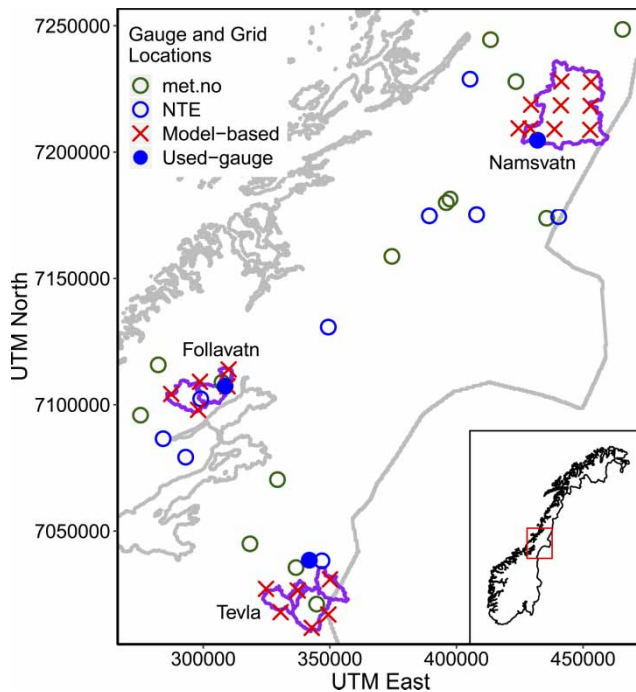 7250000
7200000
7150000
7100000
7050000
UTM North
Gauge and Grid
Locations
met.no
NTE
Model−based
Used−gauge
Namsvatn
Follavatn
Tevla
300000
350000
400000
450000
UTM East